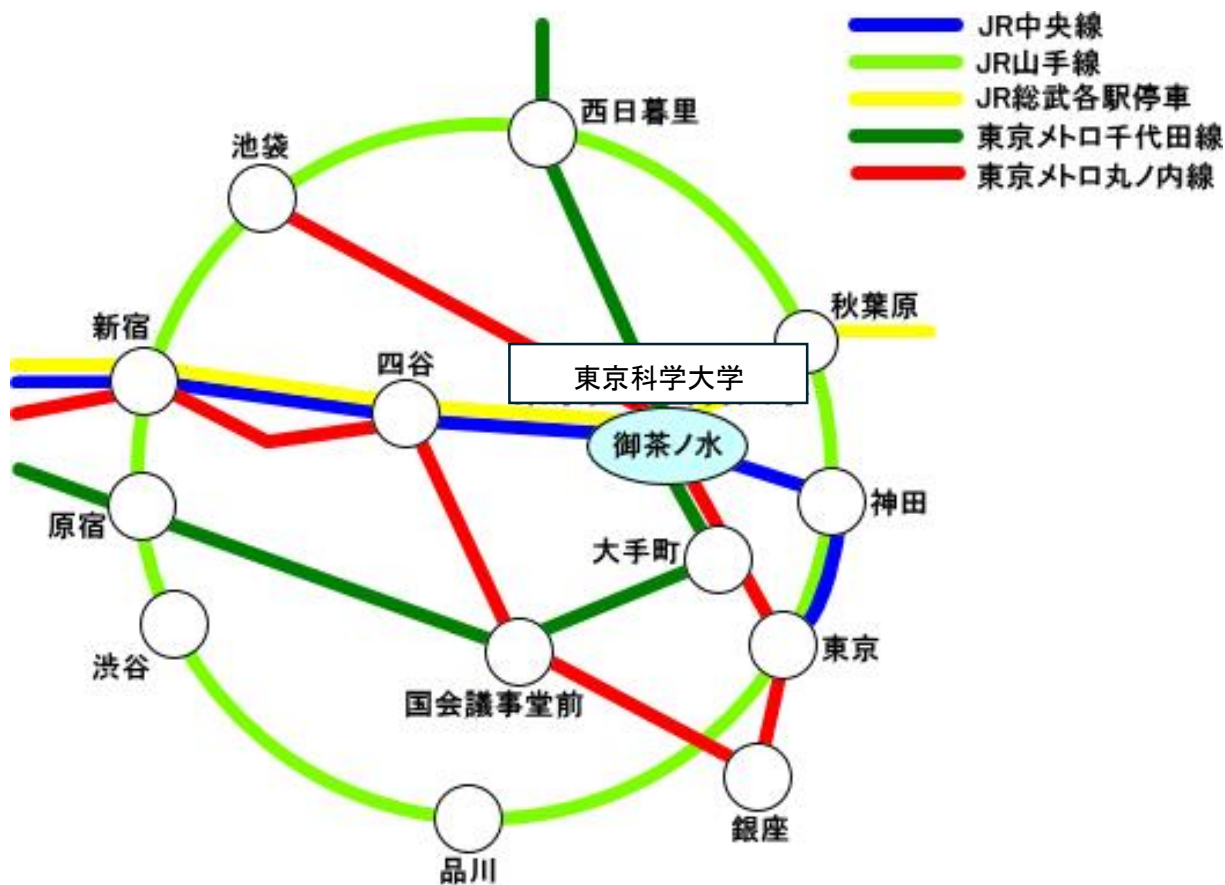 JR中央線
JR山手線
JR総武各駅停車
東京メトロ千代田線
東京メトロ丸ノ内線
西日暮里
池袋
秋葉原
新宿
四谷
東京科学大学
御茶ノ水
神田
原宿
大手町
渋谷
東京
国会議事堂前
銀座
品川